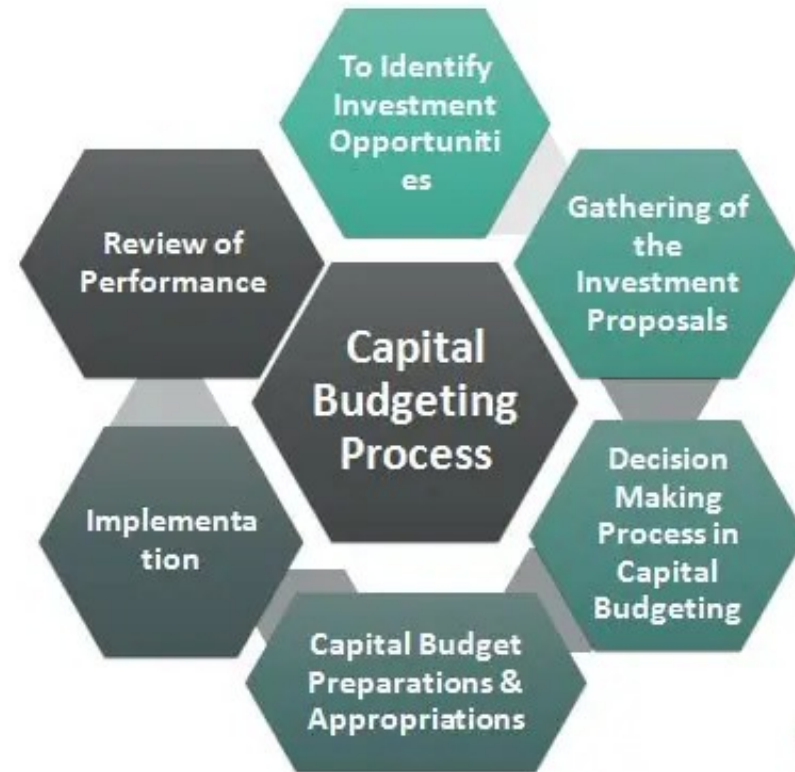 To Identify
Investment
Opportuniti
es
Gathering of
the
Investment
Proposals
Decision
Making
Process in
Capital
Budgeting
Capital Budget
Preparations &
Appropriations
Implementa
tion
Review of
Performance
Capital
Budgeting
Process